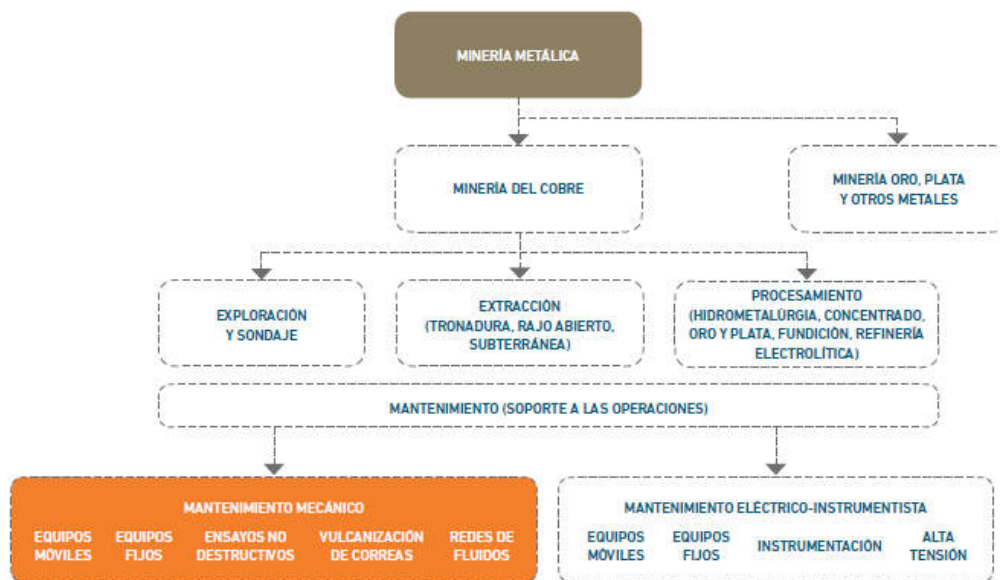 MINERÍA METÁLICA
MINERÍA DEL COBRE
MINERÍA ORO, PLATA
Y OTROS METALES
EXPLORACIÓN
Y SONDAJE
EXTRACCIÓN
(TRONADURA, RAJO ABIERTO,
SUBTERRÁNEA)
PROCESAMIENTO
(HIDROMETALÚRGIA, CONCENTRADO,
ORO Y PLATA, FUNDICIÓN, REFINERÍA
ELECTROLÍTICA)
MANTENIMIENTO (SOPORTE A LAS OPERACIONES)
MANTENIMIENTO MECÁNICO
EQUIPOS
MÓVILES
EQUIPOS
FIJOS
ENSAYOS NO
DESTRUCTIVOS
VULCANIZACIÓN
DE CORREAS
REDES DE
FLUIDOS
MANTENIMIENTO ELÉCTRICO-INSTRUMENTISTA
EQUIPOS
MÓVILES
EQUIPOS
FIJOS
INSTRUMENTACIÓN
ALTA
TENSIÓN